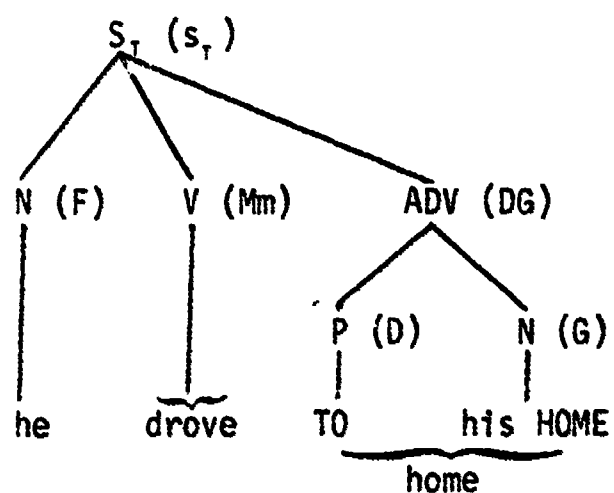 S_T (s_T)
N (F) V (Mm) ADV (DG)
P (D) N (G)
he drove TO his HOME
home